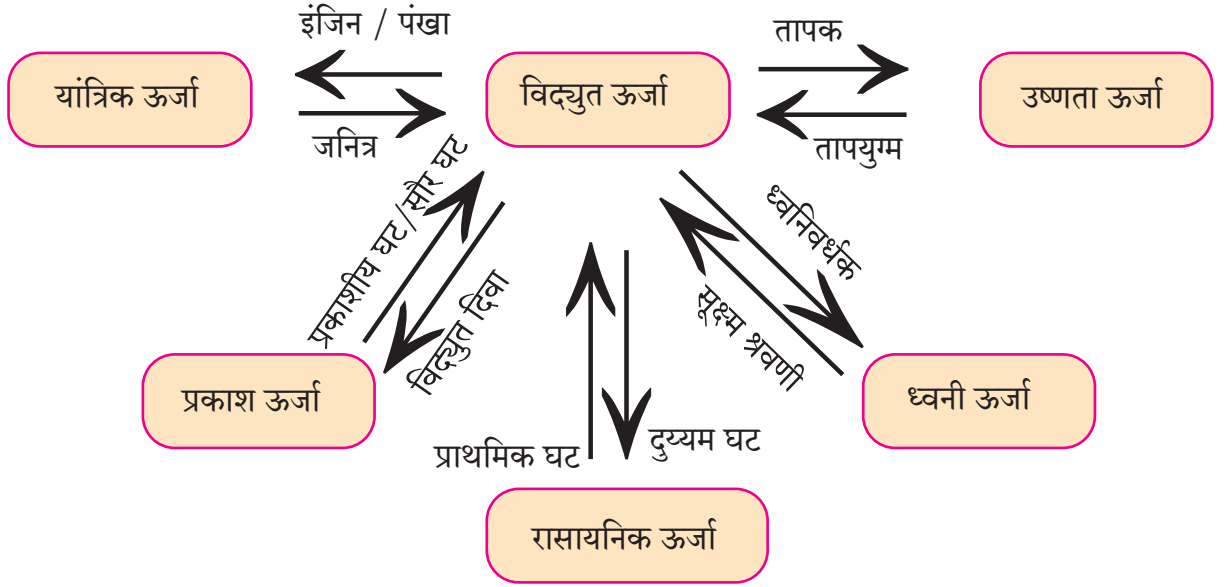 इंजिन / पंखा
तापक
यांत्रिक ऊर्जा
विद्युत ऊर्जा
उष्णता ऊर्जा
जनित्र
तापयुग्म
प्रकाशीय घट/सौर घट
विद्युत दिवा
ध्वनिवर्धक
सूक्ष्म श्रवणी
प्रकाश ऊर्जा
ध्वनी ऊर्जा
प्राथमिक घट
दुय्यम घट
रासायनिक ऊर्जा